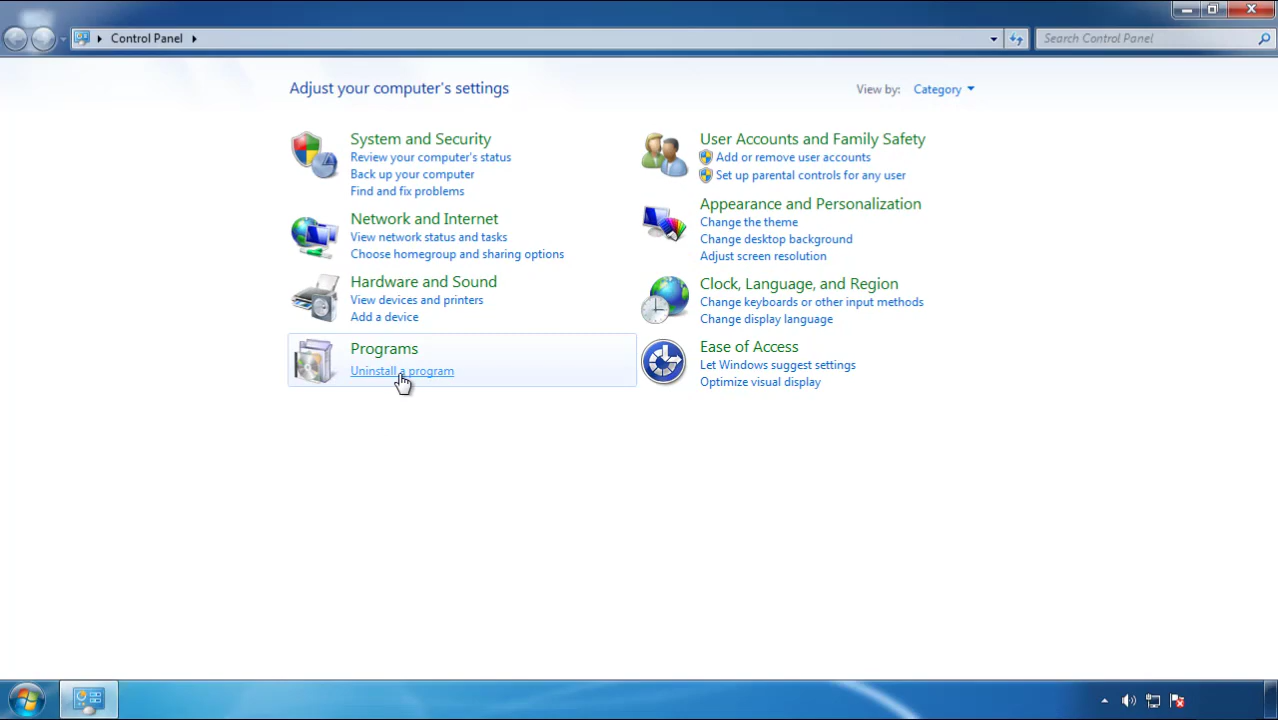 Control Panel
Search Control Panel
Adjust your computer's settings
View by: Category
System and Security
Review your computer's status
Back up your computer
Find and fix problems
Network and Internet
View network status and tasks
Choose homegroup and sharing options
Hardware and Sound
View devices and printers
Add a device
Programs
Uninstall a program
User Accounts and Family Safety
Add or remove user accounts
Set up parental controls for any user
Appearance and Personalization
Change the theme
Change desktop background
Adjust screen resolution
Clock, Language, and Region
Change keyboards or other input methods
Change display language
Ease of Access
Let Windows suggest settings
Optimize visual display